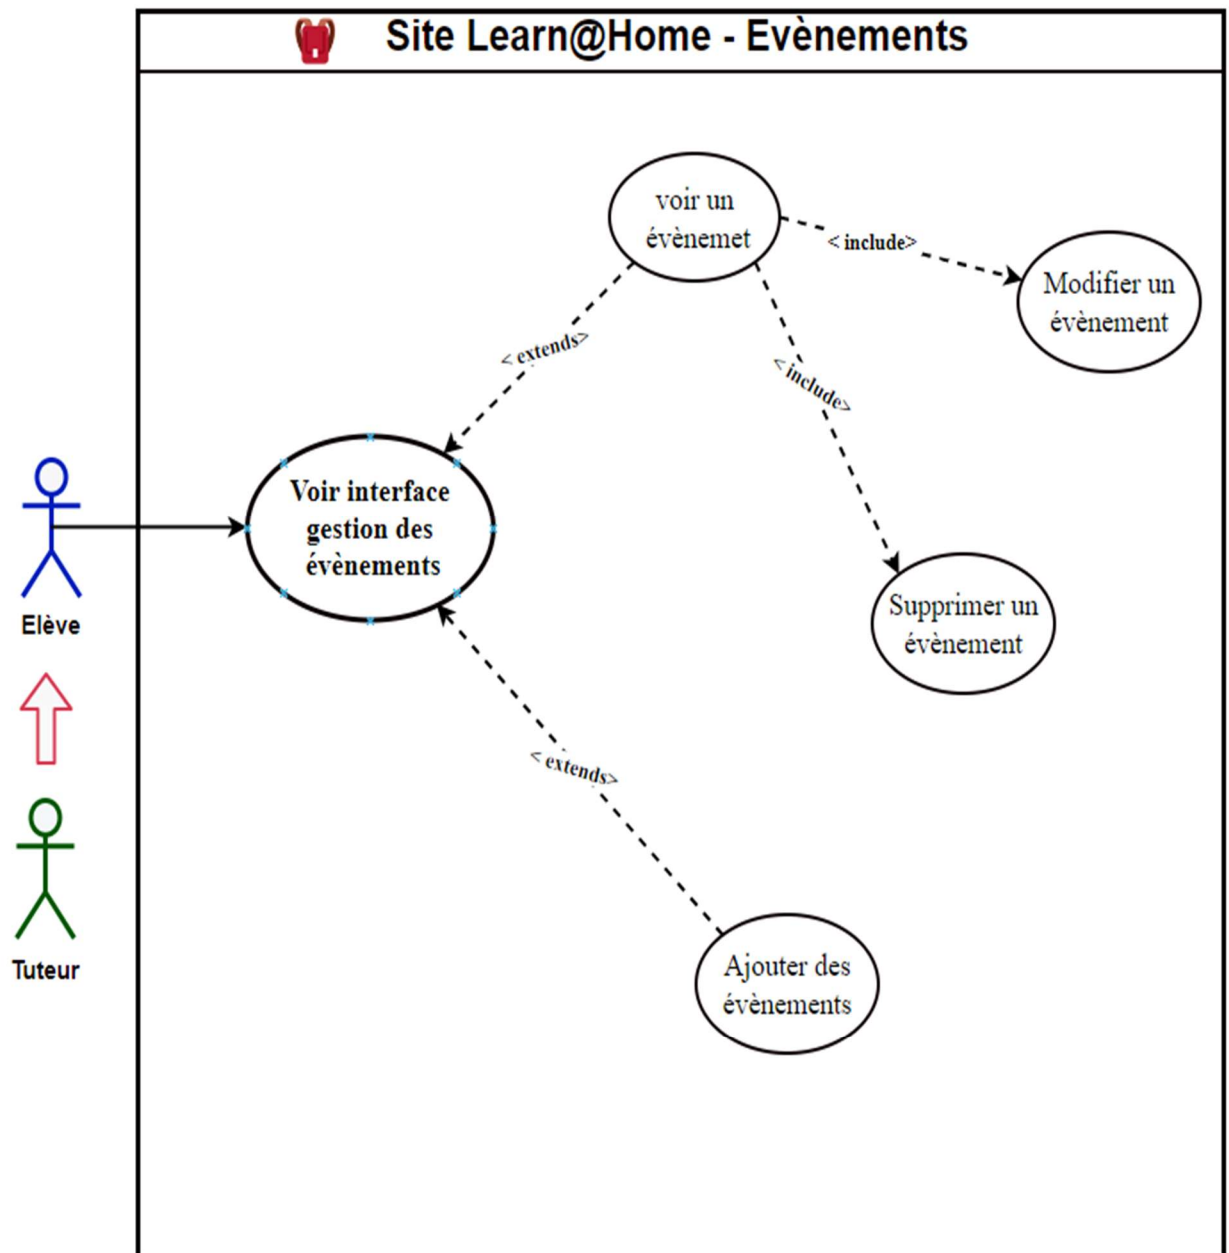 Site Learn@Home - Evènements
voir un
évènemet
< include>
Modifier un
évènement
< extends>
< include>
Voir interface
gestion des
évènements
Elève
Supprimer un
évènement
< extends>
Tuteur
Ajouter des
évènements